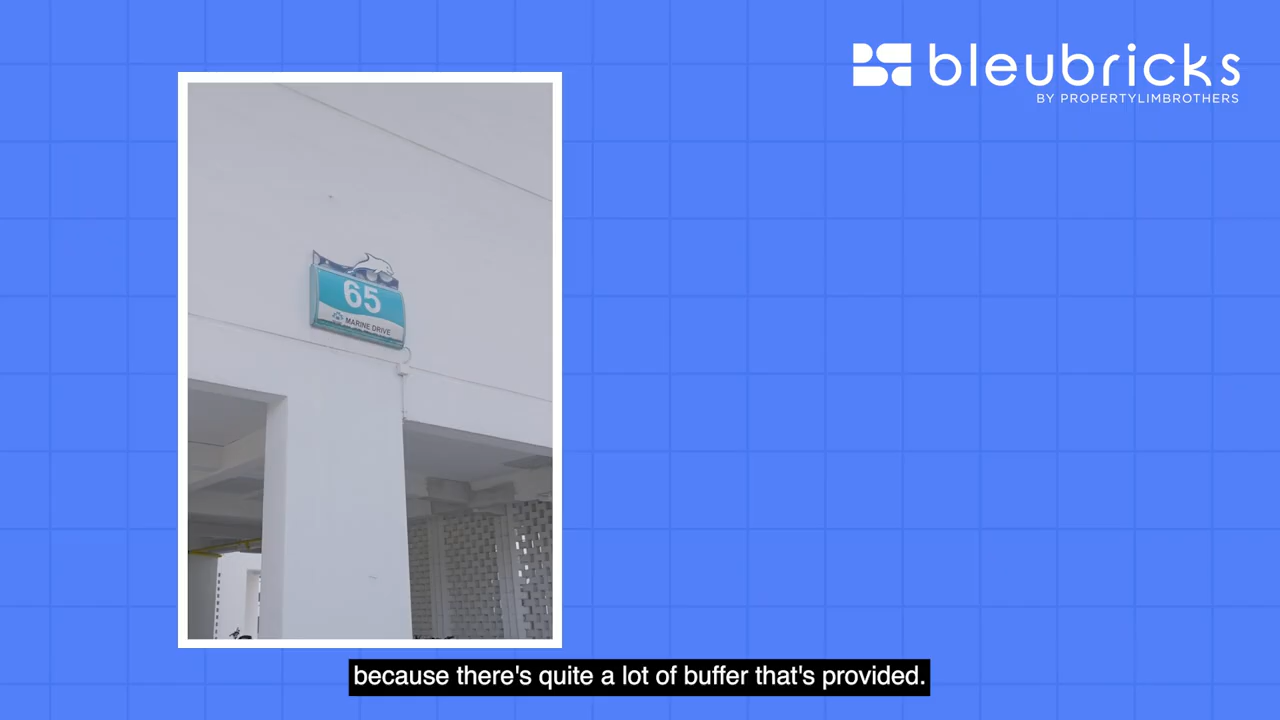 bleubricks
BY PROPERTYLIMBROTHERS
65
MARINE DRIVE
because there's quite a lot of buffer that's provided.